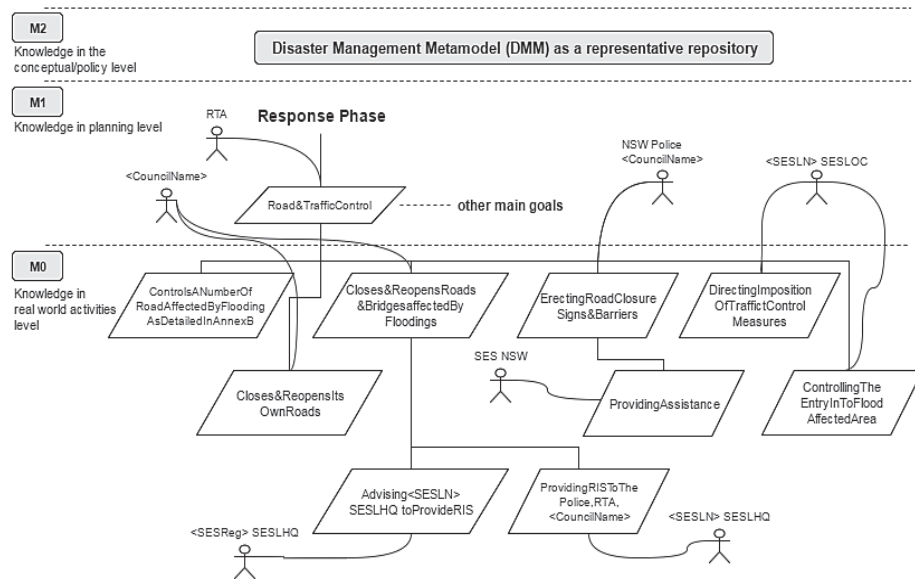 M2
Knowledge in the
conceptual/policy level
Disaster Management Metamodel (DMM) as a representative repository
M1
Knowledge in planning level
RTA
Response Phase
NSW Police
<CouncilName>
<SESLN> SESLOC
<CouncilName>
Road&TrafficControl
other main goals
M0
Knowledge in
real world activities
level
ControlsANumberOf
RoadAffectedByFlooding
AsDetailedInAnnexB
Closes&ReopensRoads
&BridgesaffectedBy
Floodings
ErectingRoadClosure
Signs&Barriers
DirectingImposition
OfTraffictControl
Measures
SES NSW
Closes&ReopensIts
OwnRoads
ProvidingAssistance
ControllingThe
EntryInToFlood
AffectedArea
Advising<SESLN>
SESLHQ toProvideRIS
ProvidingRISToThe
Police,RTA,
<CouncilName>
<SESReg> SESLHQ
<SESLN> SESLHQ